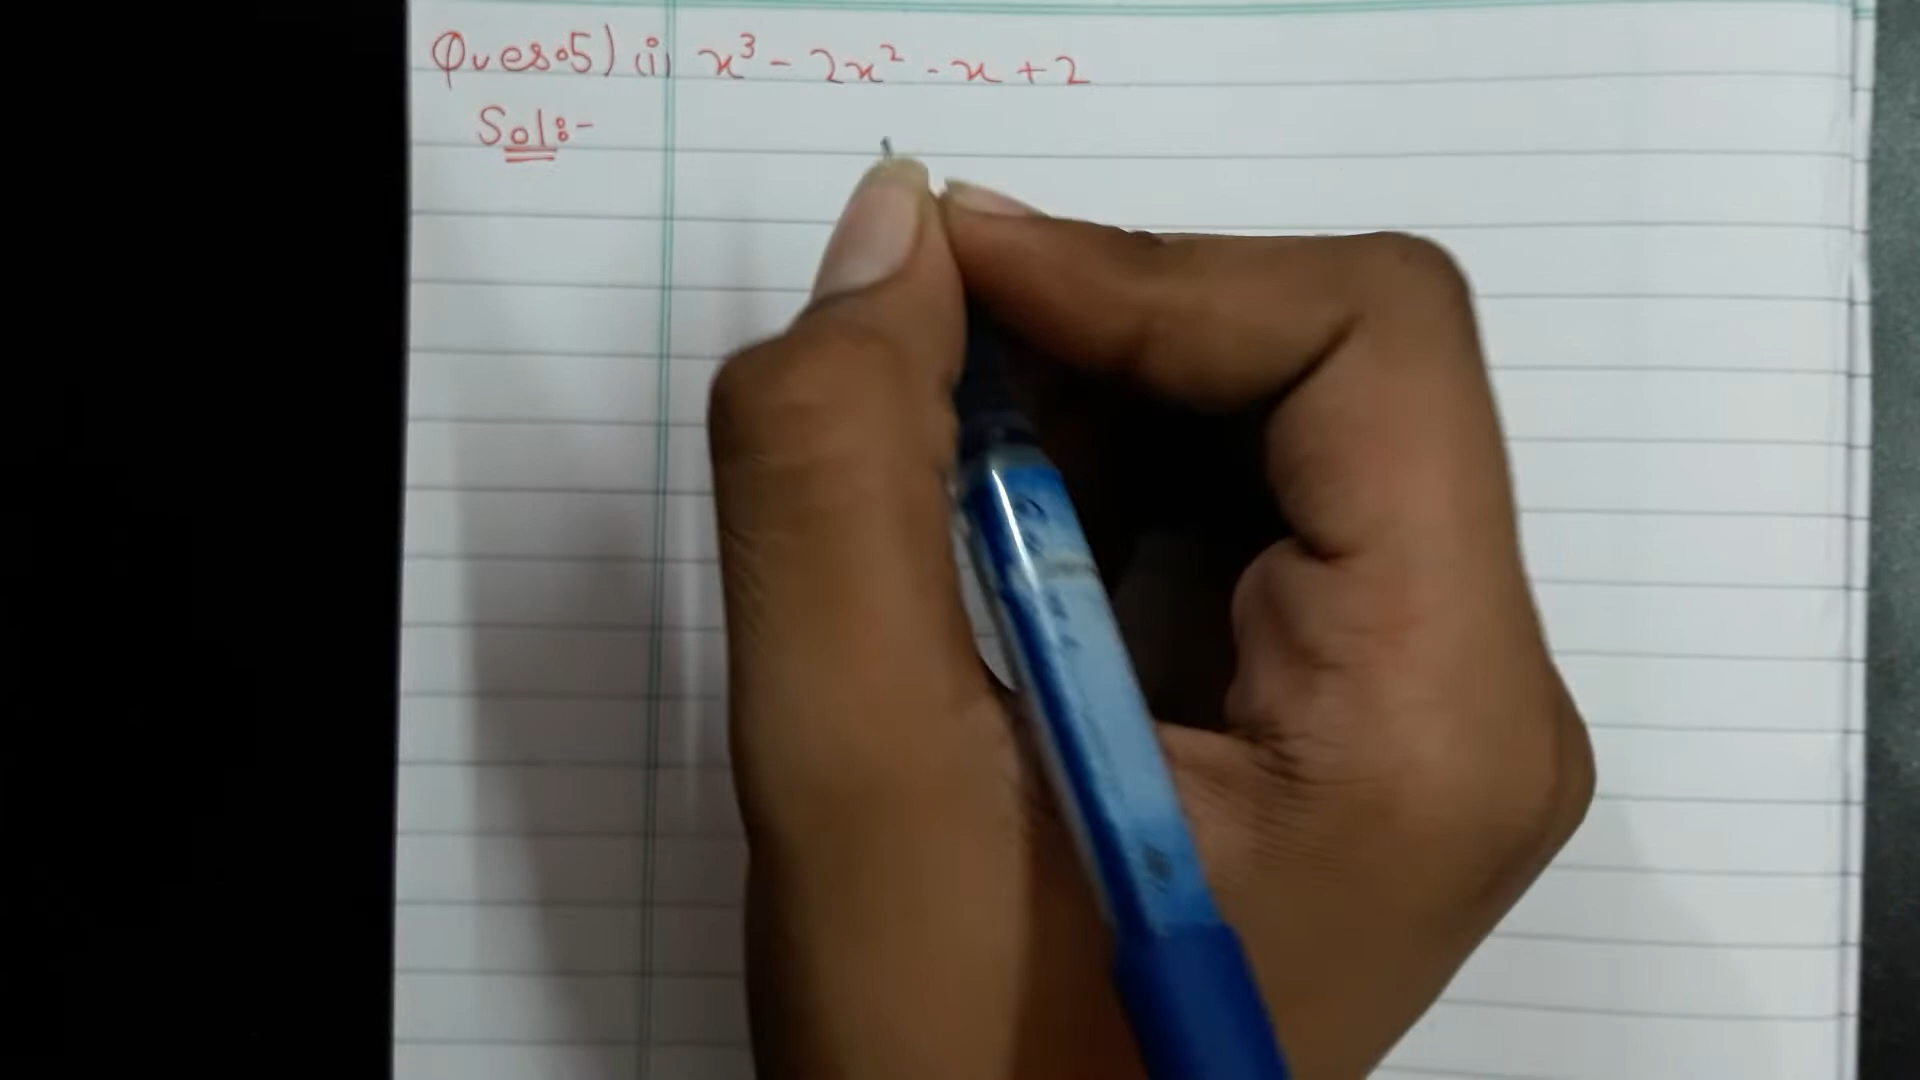 Ques.5) (i) x³ - 2x² - x + 2
Sol:-